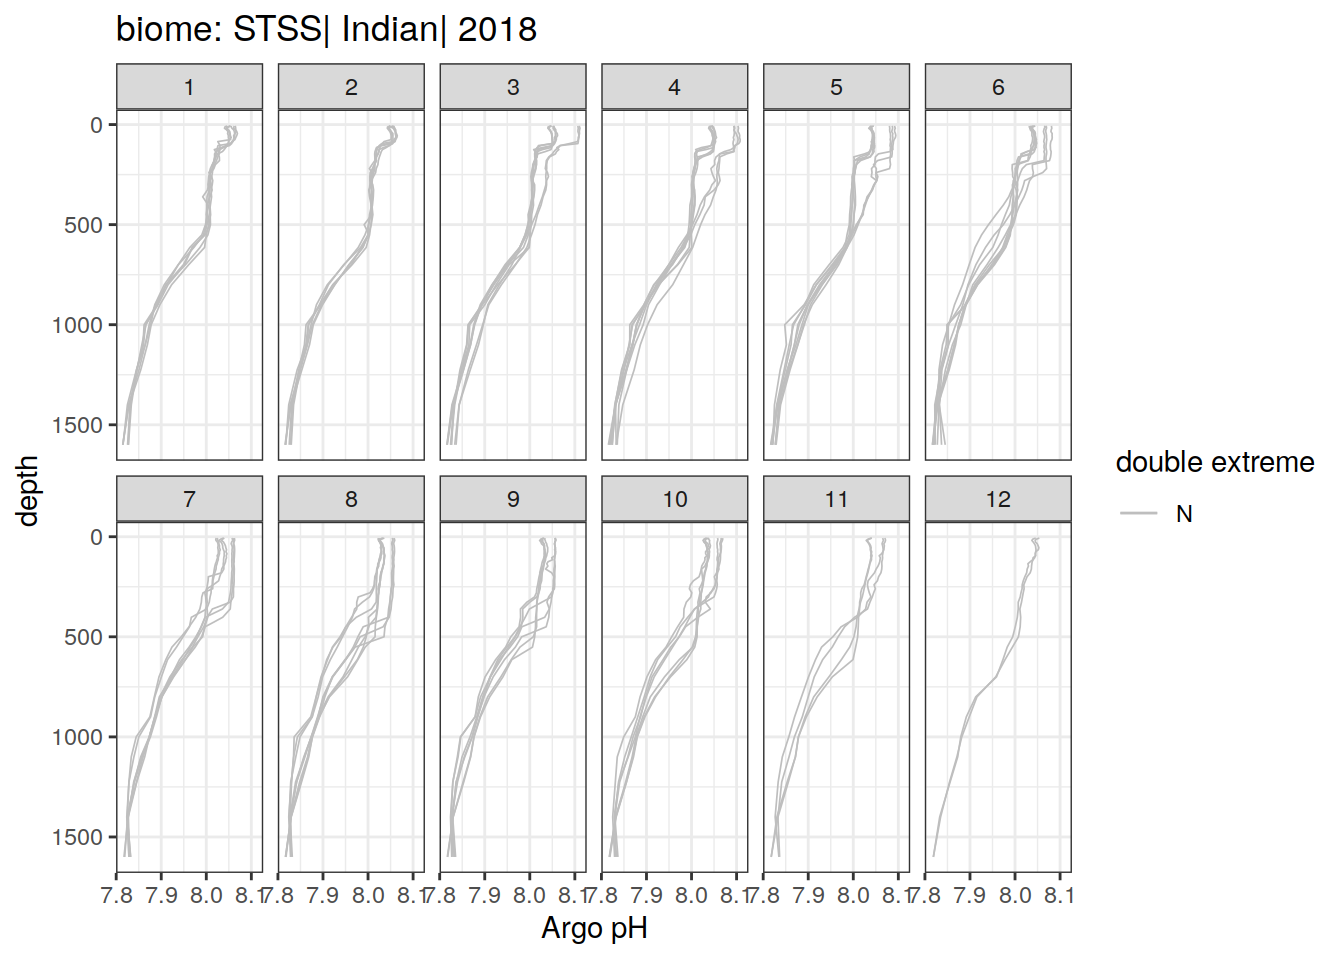 biome: STSS| Indian| 2018
1 2 3 4 5 6
0
500
1000
1500
7 8 9 10 11 12
0
500
1000
1500
7.8 7.9 8.0 8.1 7.8 7.9 8.0 8.1 7.8 7.9 8.0 8.1 7.8 7.9 8.0 8.1 7.8 7.9 8.0 8.1 7.8 7.9 8.0 8.1
Argo pH
depth
double extreme
N